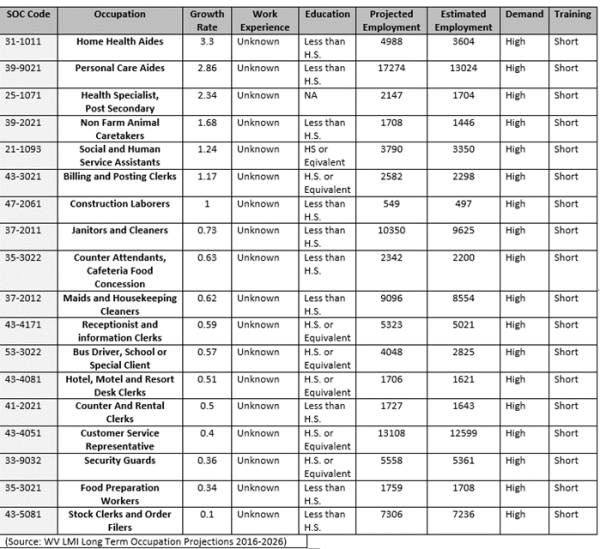 SOC Code Occupation Growth Work Education Projected Estimated Demand Training
Rate Experience Employment Employment
31-1011 Home Health Aides 3.3 Unknown Less than 4988 3604 High Short
H.S.
39-9021 Personal Care Aides 2.86 Unknown Less than 17274 13024 High Short
H.S.
25-1071 Health Specialist, 2.34 Unknown NA 2147 1704 High Short
Post Secondary
39-2021 Non Farm Animal 1.68 Unknown Less than 1708 1446 High Short
Caretakers H.S.
21-1093 Social and Human 1.24 Unknown HS or 3790 3350 High Short
Service Assistants Eqivalent
43-3021 Billing and Posting Clerks 1.17 Unknown H.S. or 2582 2298 High Short
Equivalent
47-2061 Construction Laborers 1 Unknown Less than 549 497 High Short
H.S.
37-2011 Janitors and Cleaners 0.73 Unknown Less than 10350 9625 High Short
H.S.
35-3022 Counter Attendants, 0.63 Unknown Less than 2342 2200 High Short
Cafeteria Food H.S.
Concession
37-2012 Maids and Housekeeping 0.62 Unknown Less than 9096 8554 High Short
Cleaners H.S.
43-4171 Receptionist and 0.59 Unknown H.S. or 5323 5021 High Short
information Clerks Equivalent
53-3022 Bus Driver, School or 0.57 Unknown H.S. or 4048 2825 High Short
Special Client Equivalent
43-4081 Hotel, Motel and Resort 0.51 Unknown H.S. or 1706 1621 High Short
Desk Clerks Equivalent
41-2021 Counter And Rental 0.5 Unknown Less than 1727 1643 High Short
Clerks H.S.
43-4051 Customer Service 0.4 Unknown H.S. or 13108 12599 High Short
Representative Equivalent
33-9032 Security Guards 0.36 Unknown H.S. or 5558 5361 High Short
Equivalent
35-3021 Food Preparation 0.34 Unknown Less than 1759 1708 High Short
Workers H.S.
43-5081 Stock Clerks and Order 0.1 Unknown Less than 7306 7236 High Short
Filers H.S.
(Source: WV LMI Long Term Occupation Projections 2016-2026)